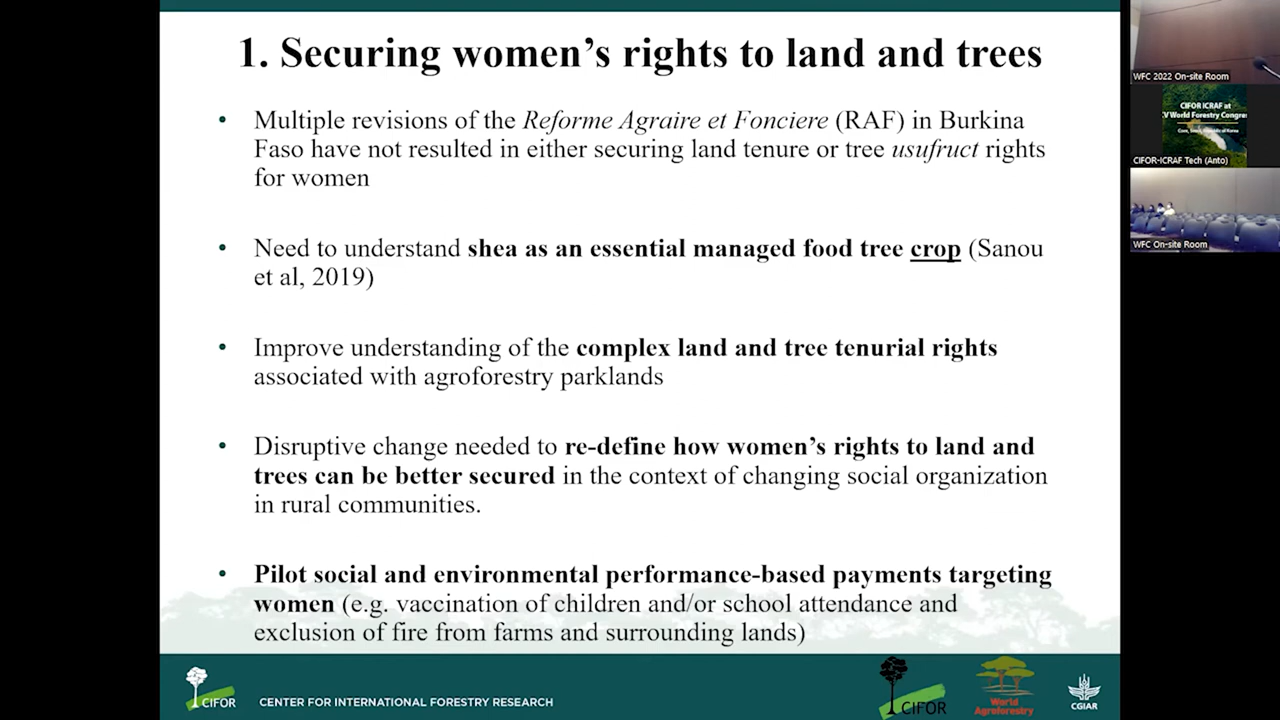 1. Securing women's rights to land and trees
• Multiple revisions of the Reforme Agraire et Fonciere (RAF) in Burkina
Faso have not resulted in either securing land tenure or tree usufruct rights
for women
• Need to understand shea as an essential managed food tree crop (Sanou
et al, 2019)
• Improve understanding of the complex land and tree tenurial rights
associated with agroforestry parklands
• Disruptive change needed to re-define how women's rights to land and
trees can be better secured in the context of changing social organization
in rural communities.
• Pilot social and environmental performance-based payments targeting
women (e.g. vaccination of children and/or school attendance and
exclusion of fire from farms and surrounding lands)
CIFOR
CENTER FOR INTERNATIONAL FORESTRY RESEARCH
CIFOR
World
Agroforestry
CGIAR
WFC 2022 On-site Room
CIFOR ICRAF at
V World Forestry Congres
CIFOR-ICRAF Tech (Anto)
WFC On-site Room